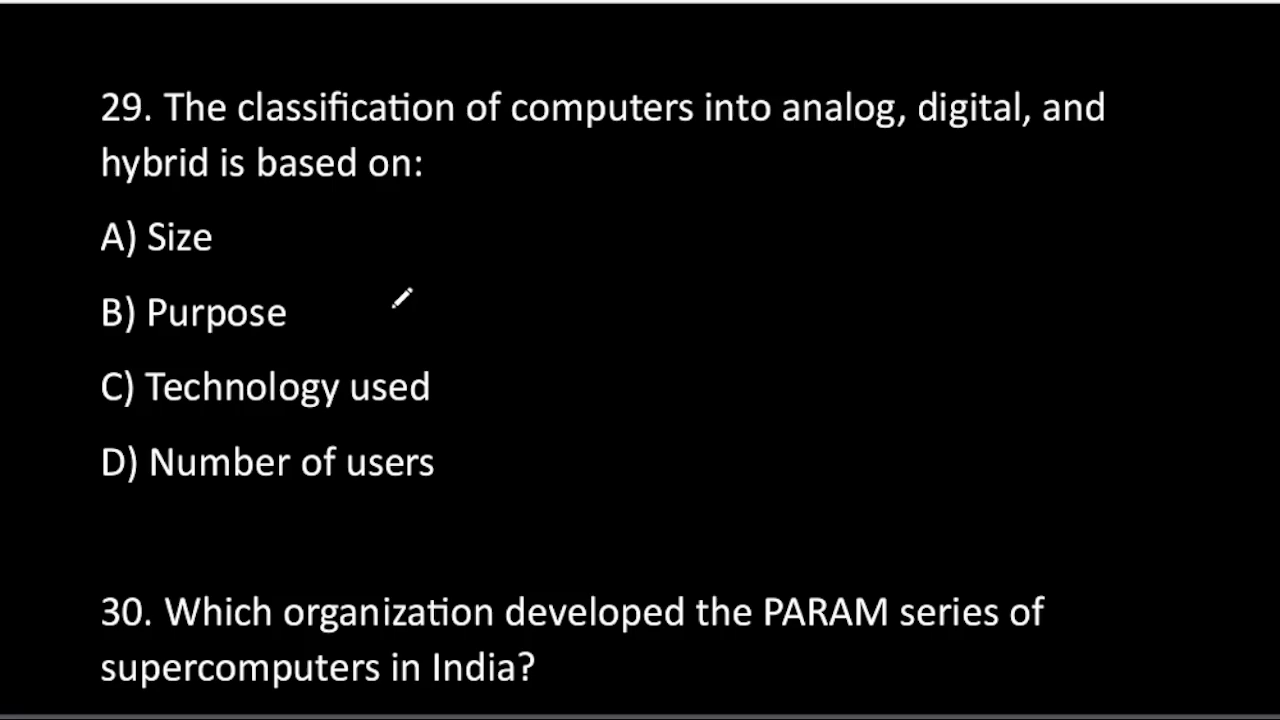 29. The classification of computers into analog, digital, and
hybrid is based on:
A) Size
B) Purpose
C) Technology used
D) Number of users
30. Which organization developed the PARAM series of
supercomputers in India?